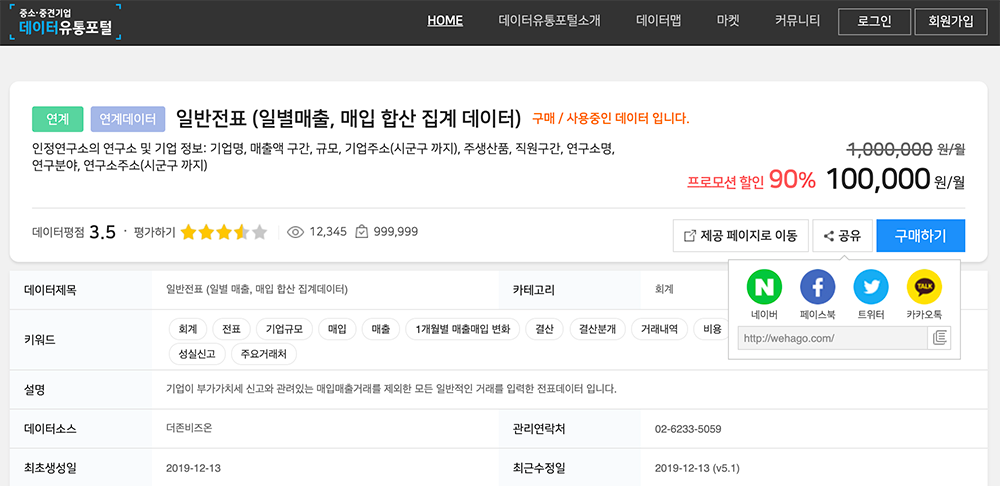 중소·중견기업
데이터유통포털
HOME 데이터유통포털소개 데이터맵 마켓 커뮤니티 로그인 회원가입
연계 연계데이터 일반전표 (일별매출, 매입 합산 집계 데이터) 구매 / 사용중인 데이터 입니다.
인정연구소의 연구소 및 기업 정보: 기업명, 매출액 구간, 규모, 기업주소(시군구 까지), 주생산품, 직원구간, 연구소명,
연구분야, 연구소주소(시군구 까지)
1,000,000 원/월
프로모션 할인 90% 100,000 원/월
데이터평점 3.5 · 평가하기 12,345 999,999
제공 페이지로 이동 공유 구매하기
N f TALK
네이버 페이스북 트위터 카카오톡
http://wehago.com/
데이터제목 일반전표 (일별 매출, 매입 합산 집계데이터) 카테고리 회계
키워드 회계 전표 기업규모 매입 매출 1개월별 매출매입 변화 결산 결산분개 거래내역 비용
성실신고 주요거래처
설명 기업이 부가가치세 신고와 관려있는 매입매출거래를 제외한 모든 일반적인 거래를 입력한 전표데이터 입니다.
데이터소스 더존비즈온 관리연락처 02-6233-5059
최초생성일 2019-12-13 최근수정일 2019-12-13 (v5.1)